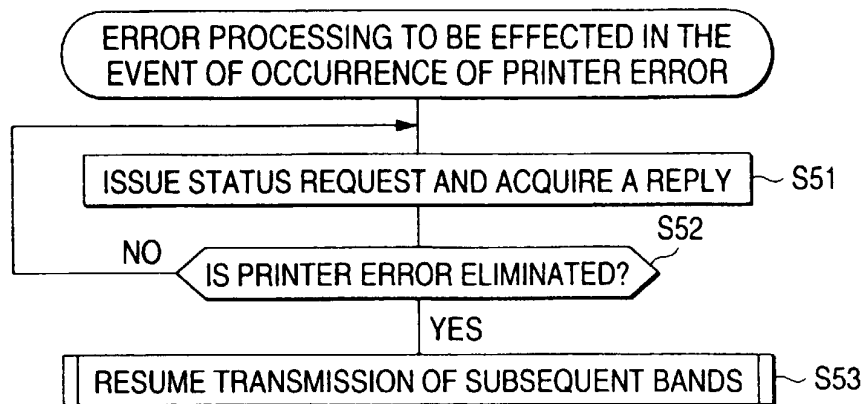 ERROR PROCESSING TO BE EFFECTED IN THE
EVENT OF OCCURRENCE OF PRINTER ERROR
ISSUE STATUS REQUEST AND ACQUIRE A REPLY
S51
S52
NO
IS PRINTER ERROR ELIMINATED?
YES
RESUME TRANSMISSION OF SUBSEQUENT BANDS
S53